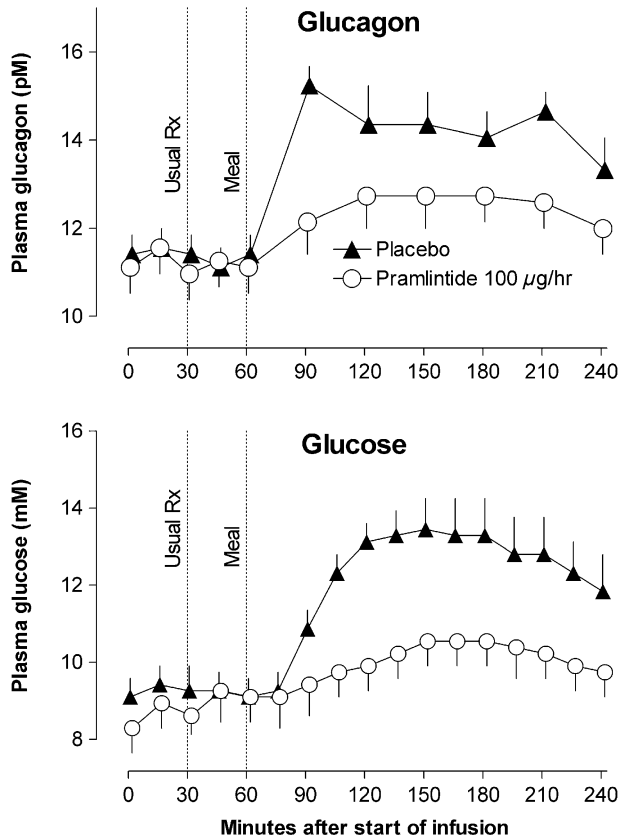 Glucagon
Plasma glucagon (pM)
16
14
12
10
Usual Rx
Meal
Placebo
Pramlintide 100 µg/hr
0 30 60 90 120 150 180 210 240
Glucose
Plasma glucose (mM)
16
14
12
10
8
Usual Rx
Meal
0 30 60 90 120 150 180 210 240
Minutes after start of infusion